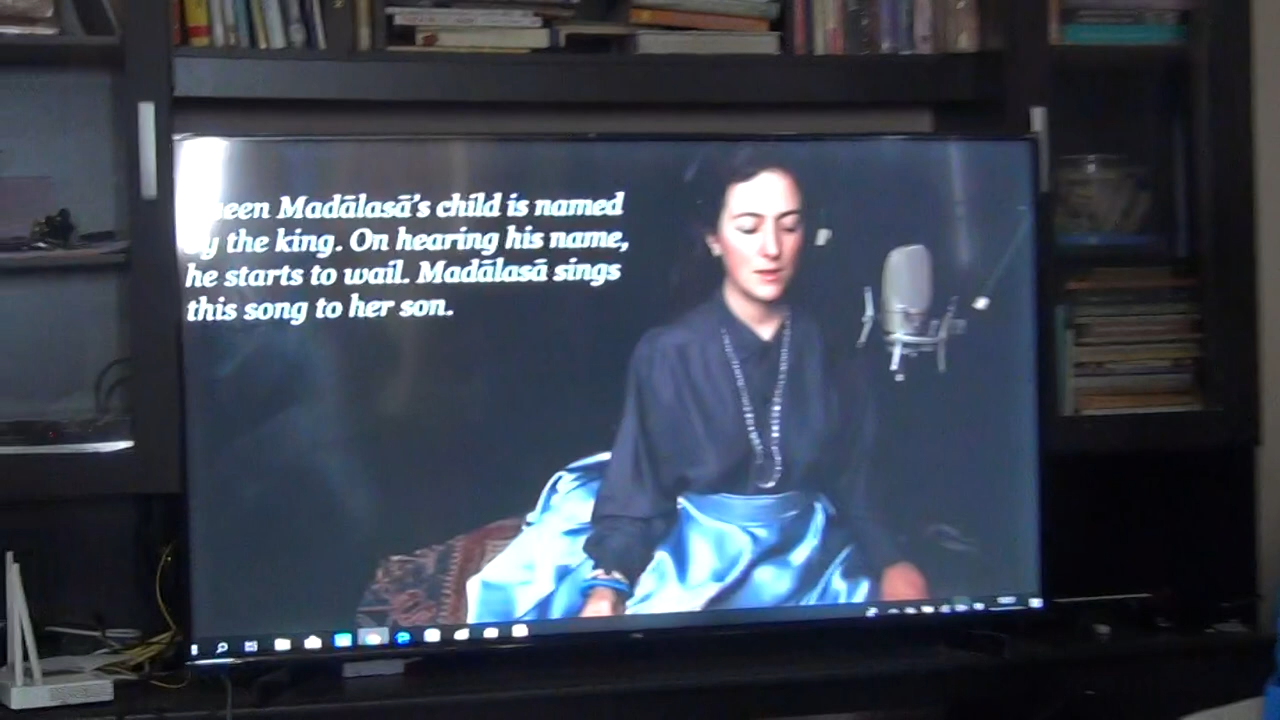 een Madālasā's child is named
y the king. On hearing his name,
he starts to wail. Madālasā sings
this song to her son.